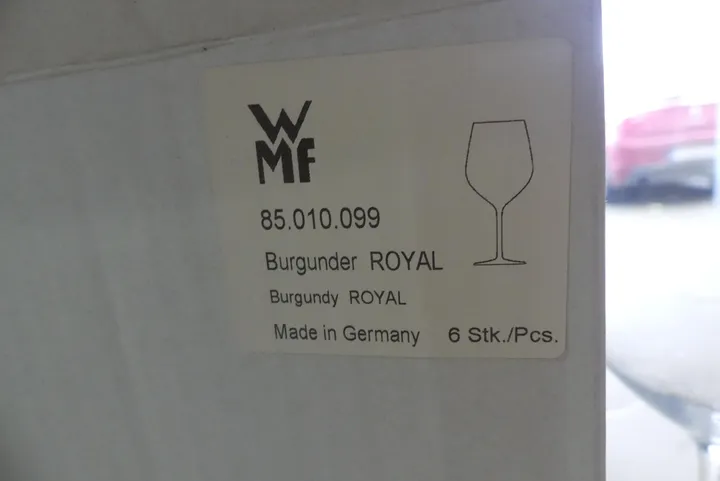 WMF
85.010.099
Burgunder ROYAL
Burgundy ROYAL
Made in Germany 6 Stk./Pcs.